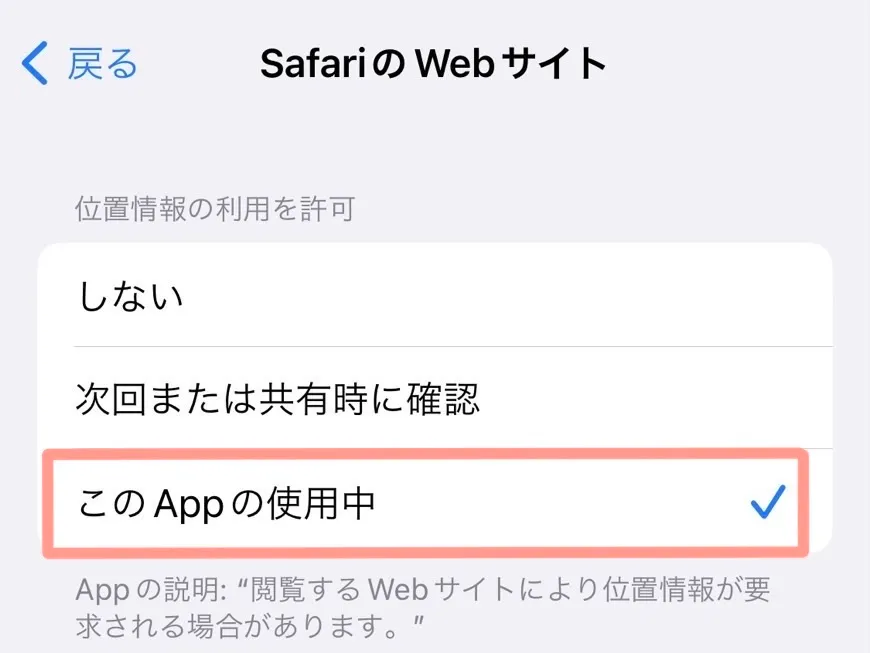 戻る
SafariのWebサイト
位置情報の利用を許可
しない
次回または共有時に確認
このAppの使用中
Appの説明: “閲覧するWebサイトにより位置情報が要
求される場合があります。”